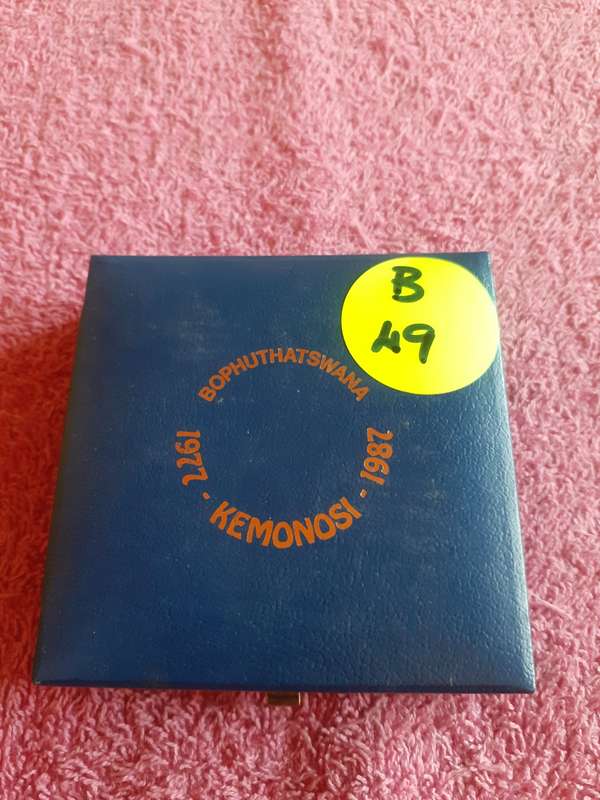 B
49
BOPHUTHATSWANA
1977 - KEMONOSI - 1987